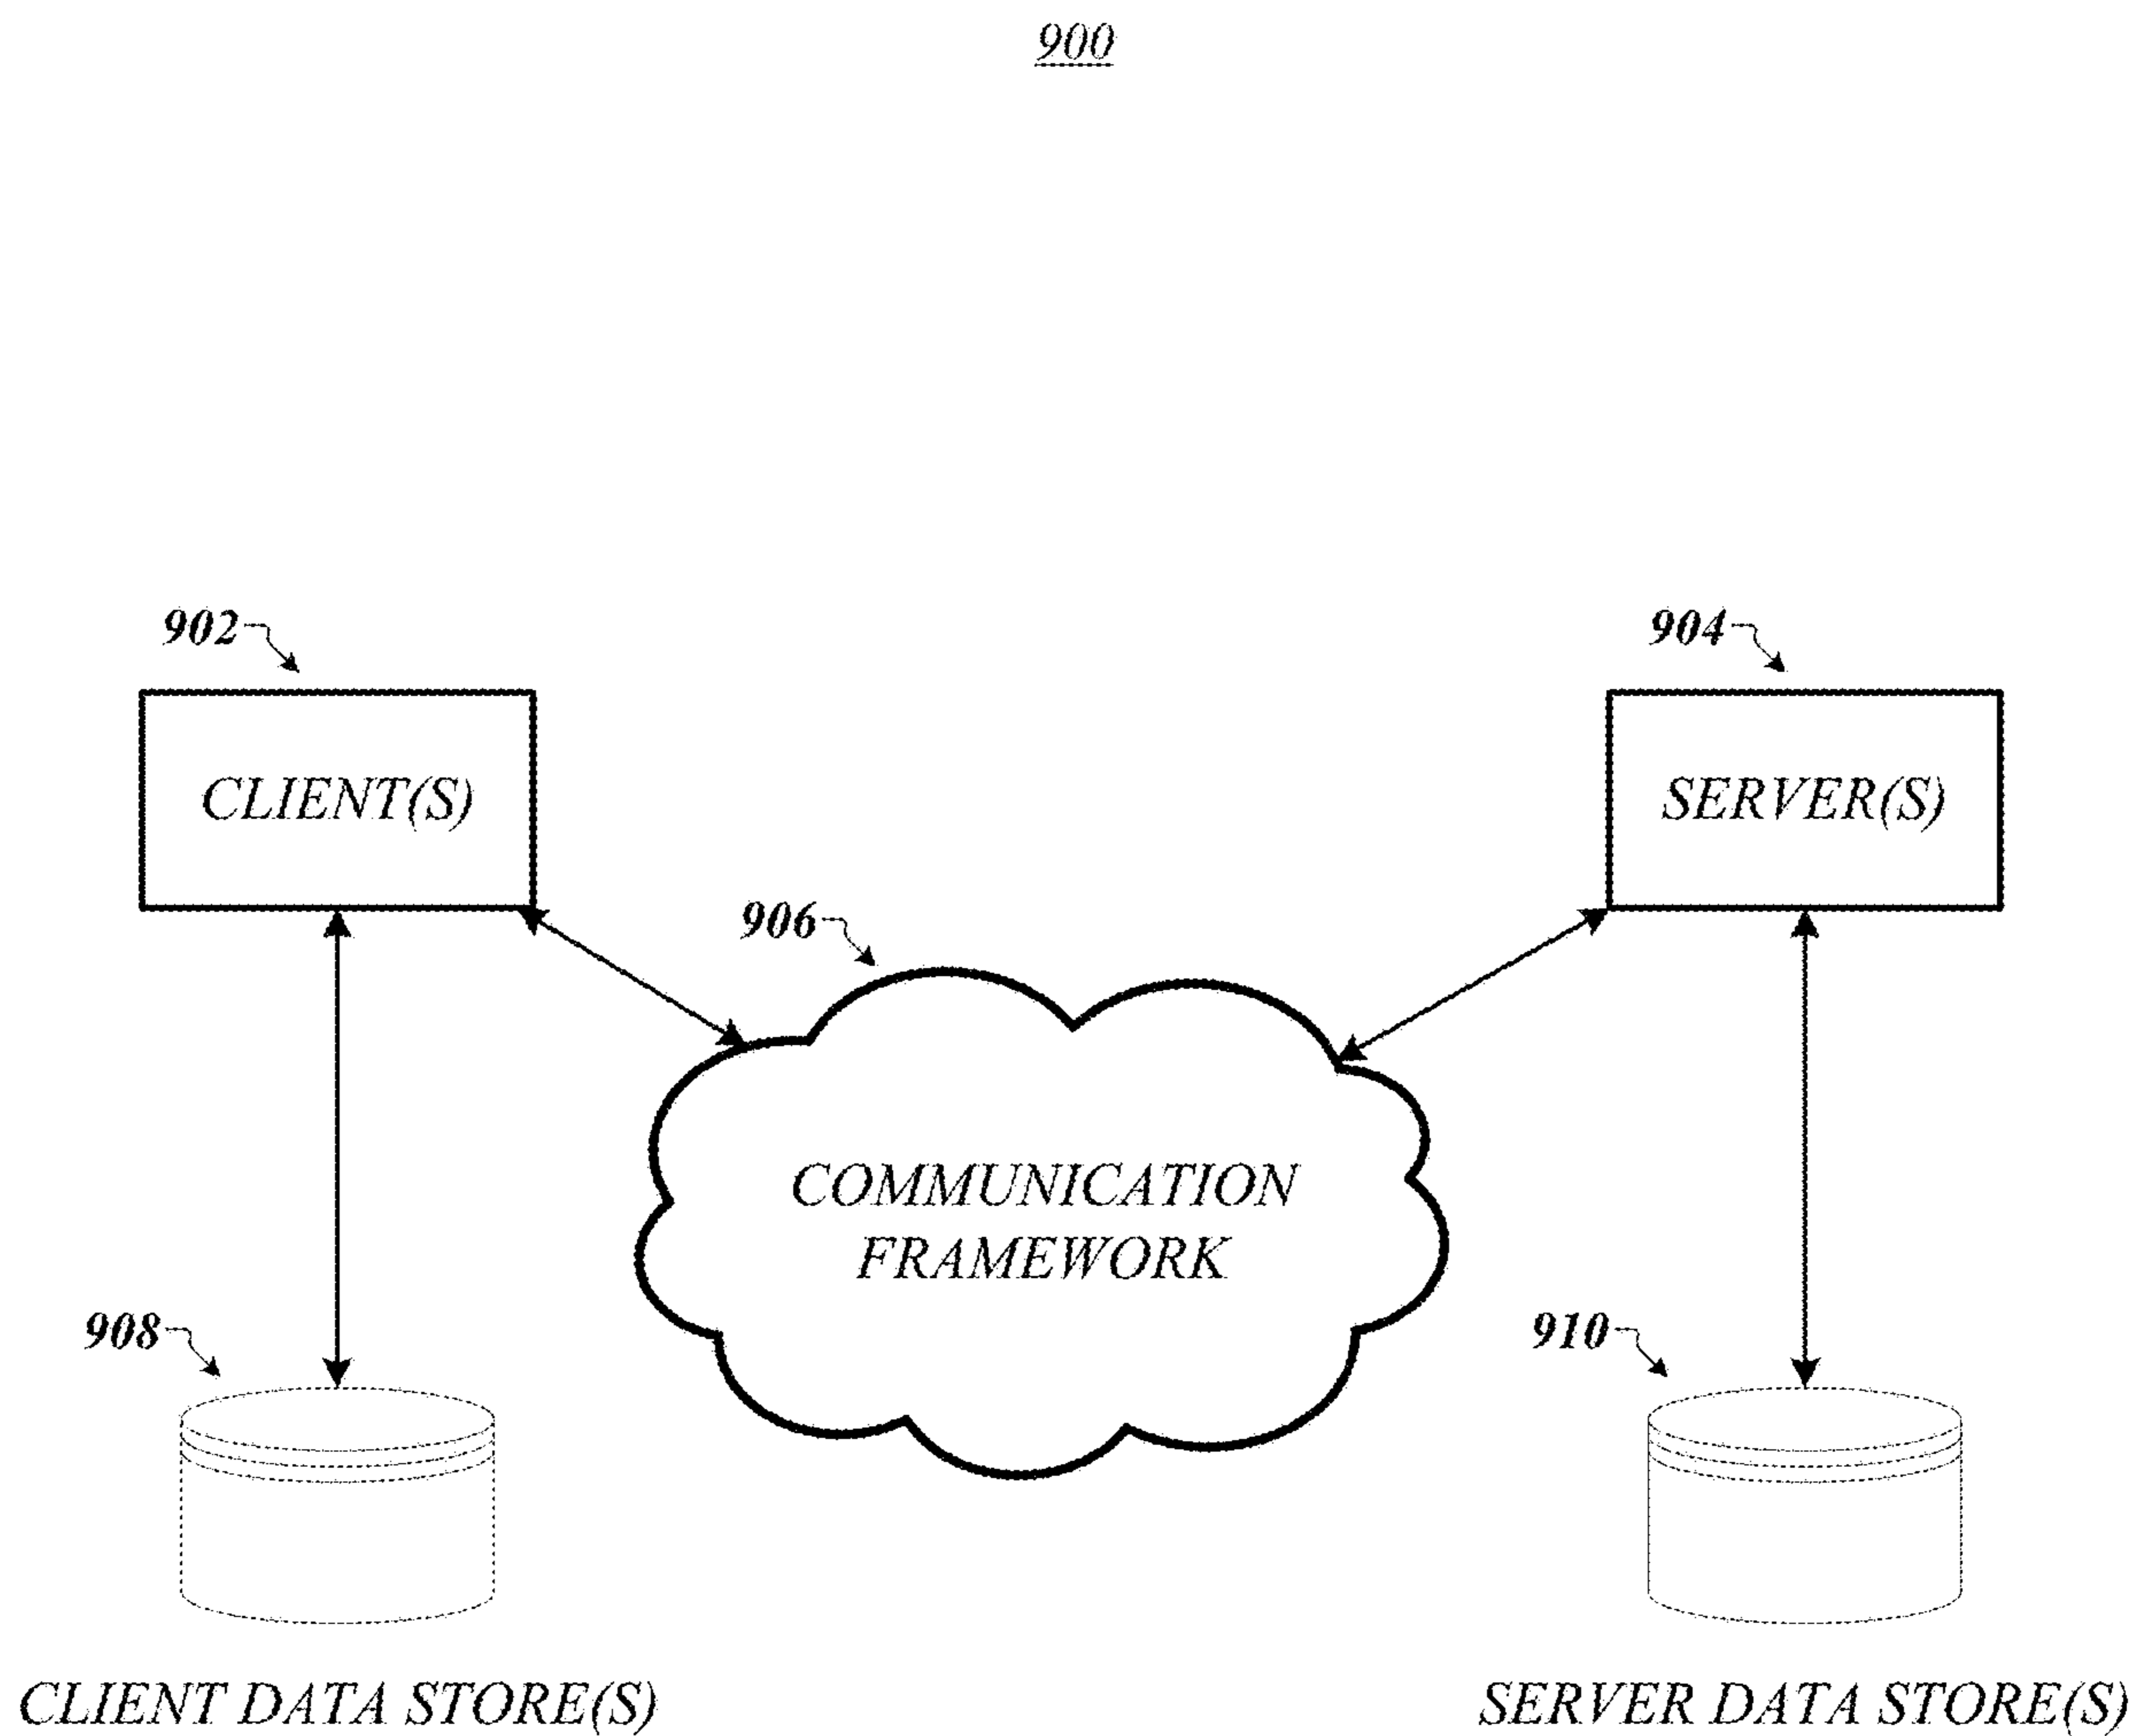 900
902
904
CLIENT(S)
SERVER(S)
906
COMMUNICATION
FRAMEWORK
908
910
CLIENT DATA STORE(S)
SERVER DATA STORE(S)